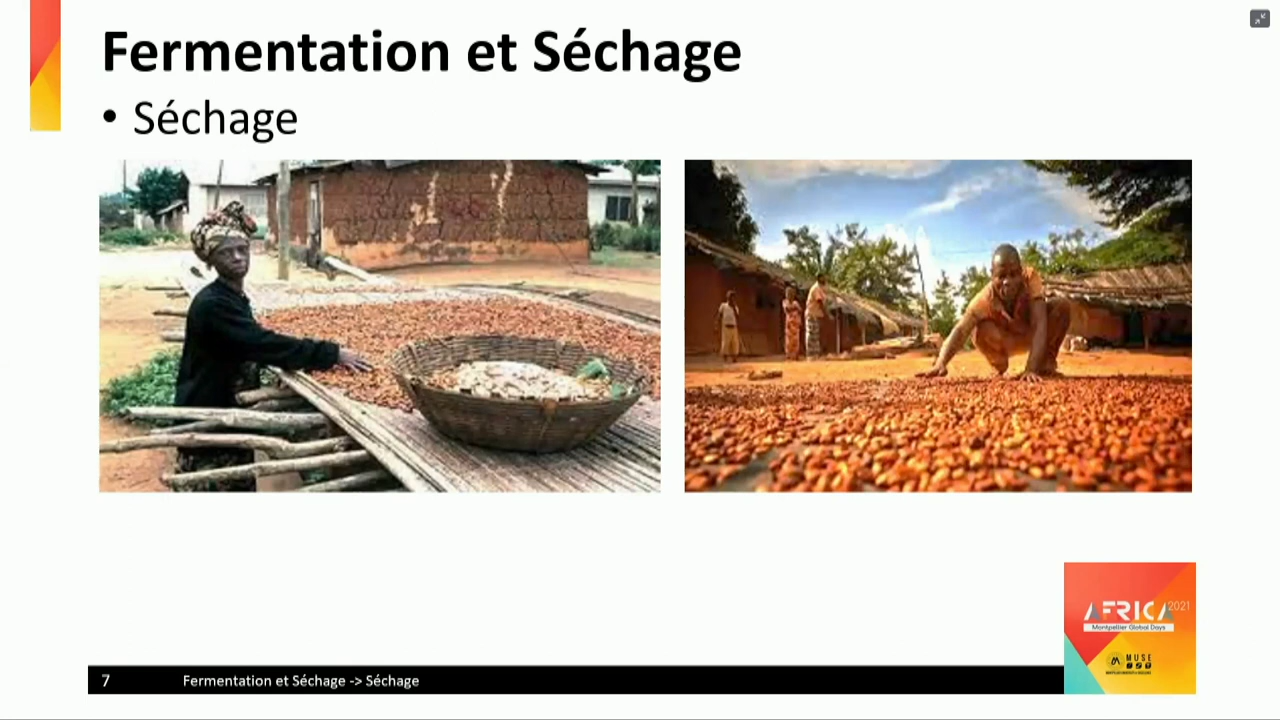 Fermentation et Séchage
• Séchage
AFRICA 2021
Montpellier Global Days
MUSE
7 Fermentation et Séchage -> Séchage